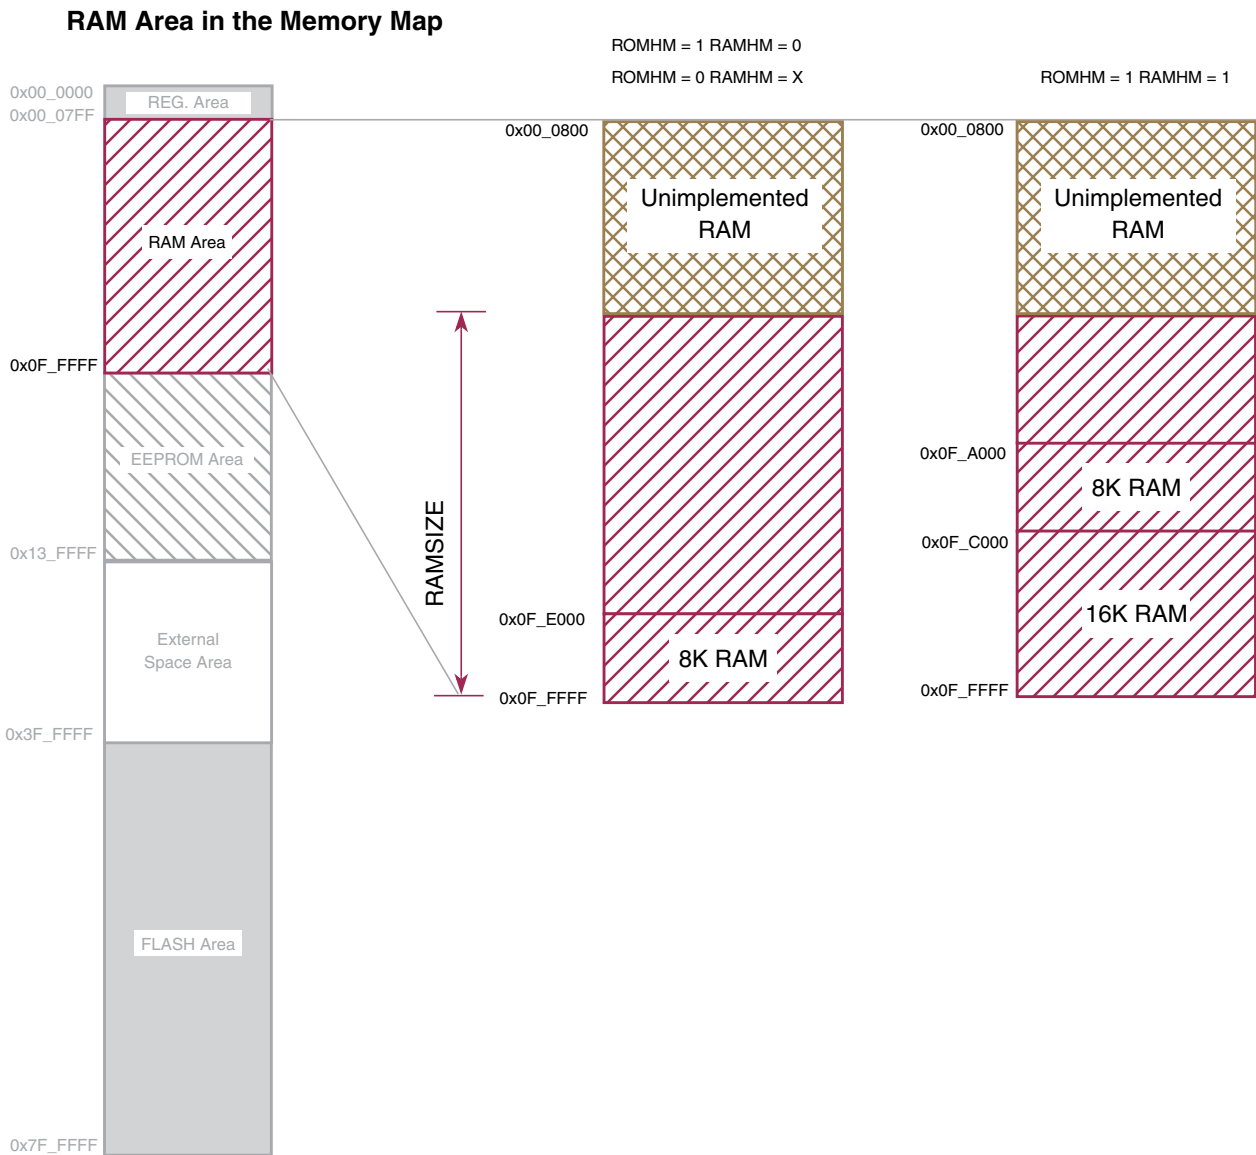 RAM Area in the Memory Map
ROMHM = 1 RAMHM = 0
ROMHM = 0 RAMHM = X
ROMHM = 1 RAMHM = 1
0x00_0000
REG. Area
0x00_07FF
RAM Area
0x0F_FFFF
EEPROM Area
0x13_FFFF
External
Space Area
0x3F_FFFF
FLASH Area
0x7F_FFFF
RAMSIZE
0x00_0800
Unimplemented
RAM
0x0F_E000
8K RAM
0x0F_FFFF
0x00_0800
Unimplemented
RAM
0x0F_A000
8K RAM
0x0F_C000
16K RAM
0x0F_FFFF